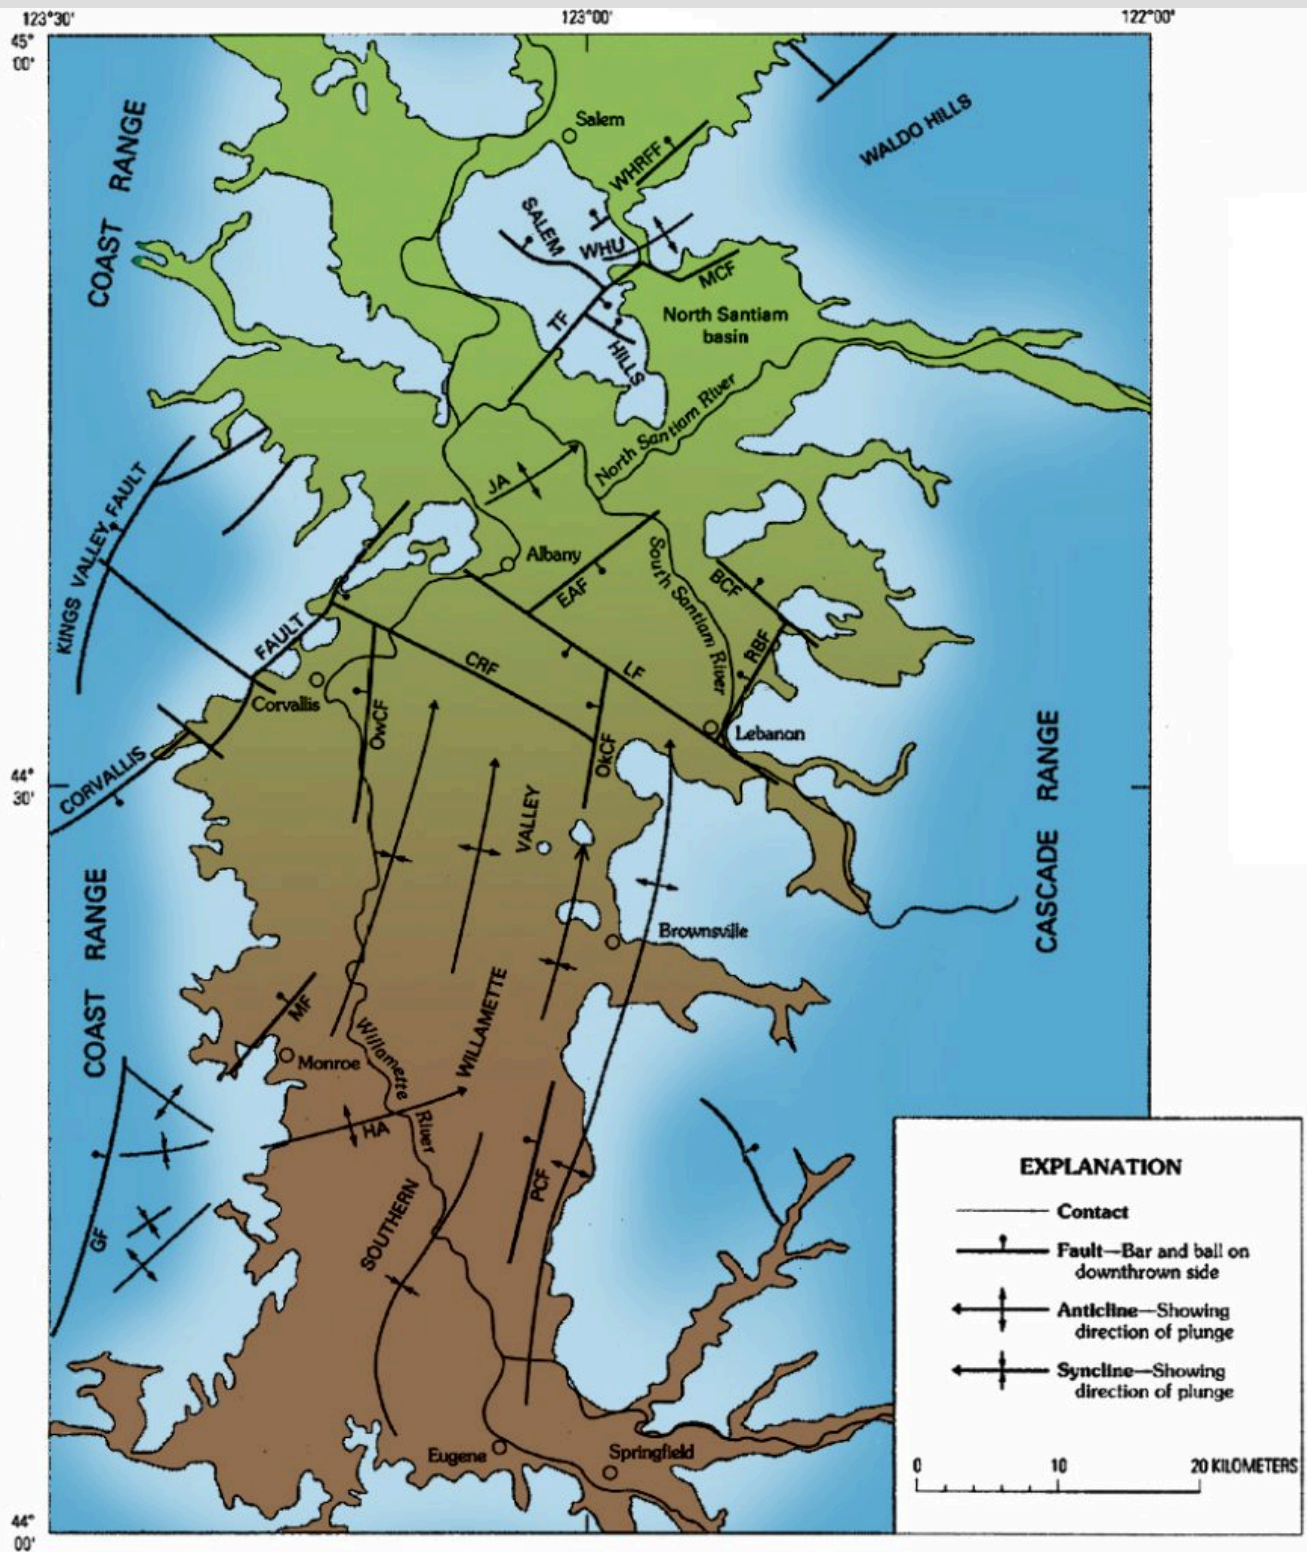 123°30'
123°00'
122°00'
45°
00'
COAST RANGE
Salem
WALDO HILLS
WHRFF
SALEM
WHU
MCF
North Santiam
basin
TF
HILLS
North Santiam River
KINGS VALLEY FAULT
JA
Albany
EAF
South Santiam River
BCF
FAULT
CRF
LF
RBF
Corvallis
OwCF
OkCF
Lebanon
CORVALLIS
44°
30'
VALLEY
CASCADE RANGE
COAST RANGE
Brownsville
MF
WILLAMETTE
Monroe
Willamette
River
HA
PCF
SOUTHERN
GF
Eugene
Springfield
44°
00'
EXPLANATION
Contact
Fault—Bar and ball on
downthrown side
Anticline—Showing
direction of plunge
Syncline—Showing
direction of plunge
0 10 20 KILOMETERS